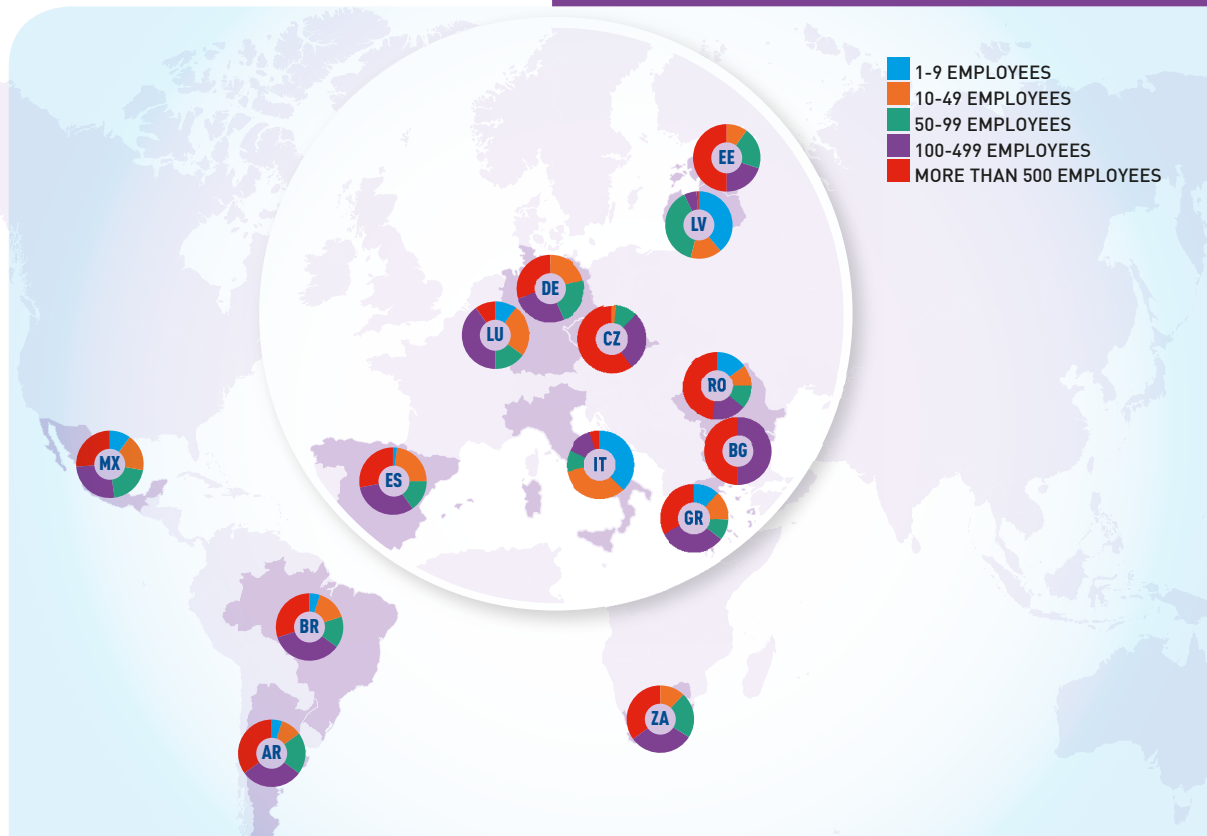 1-9 EMPLOYEES
10-49 EMPLOYEES
50-99 EMPLOYEES
100-499 EMPLOYEES
MORE THAN 500 EMPLOYEES
EE
LV
DE
LU
CZ
RO
BG
IT
ES
GR
MX
BR
ZA
AR